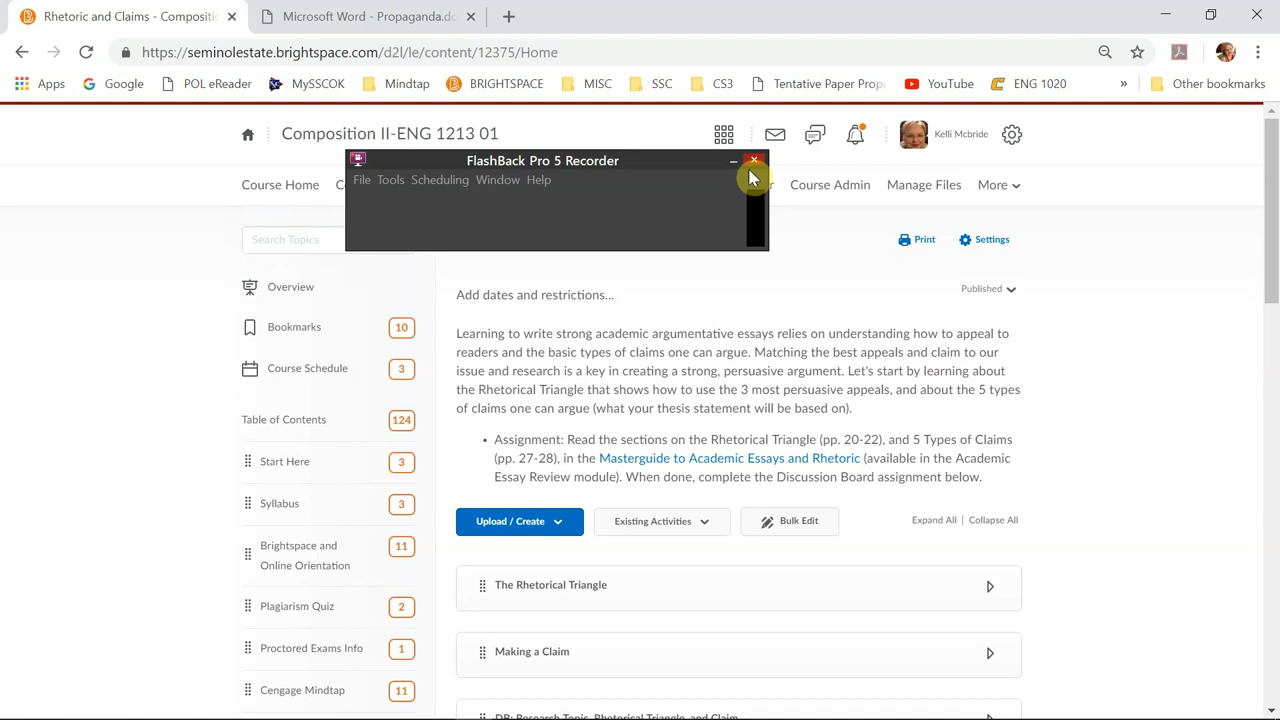 Rhetoric and Claims - Compositi
Microsoft Word - Propaganda.do
https://seminolestate.brightspace.com/d2l/le/content/12375/Home
Apps Google POL eReader MySSCOK Mindtap BRIGHTSPACE MISC SSC CS3 Tentative Paper Prop YouTube ENG 1020 » Other bookmarks
Composition II-ENG 1213 01
Kelli McBride
FlashBack Pro 5 Recorder
File Tools Scheduling Window Help
Course Home C r Course Admin Manage Files More
Search Topics
Print Settings
Overview
Add dates and restrictions...
Published
Bookmarks 10
Course Schedule 3
Table of Contents 124
Start Here 3
Syllabus 3
Brightspace and
Online Orientation 11
Plagiarism Quiz 2
Proctored Exams Info 1
Cengage Mindtap 11
Learning to write strong academic argumentative essays relies on understanding how to appeal to
readers and the basic types of claims one can argue. Matching the best appeals and claim to our
issue and research is a key in creating a strong, persuasive argument. Let's start by learning about
the Rhetorical Triangle that shows how to use the 3 most persuasive appeals, and about the 5 types
of claims one can argue (what your thesis statement will be based on).
• Assignment: Read the sections on the Rhetorical Triangle (pp. 20-22), and 5 Types of Claims
(pp. 27-28), in the Masterguide to Academic Essays and Rhetoric (available in the Academic
Essay Review module). When done, complete the Discussion Board assignment below.
Upload / Create Existing Activities Bulk Edit Expand All | Collapse All
The Rhetorical Triangle
Making a Claim
DB: Research Topic, Rhetorical Triangle, and Claim